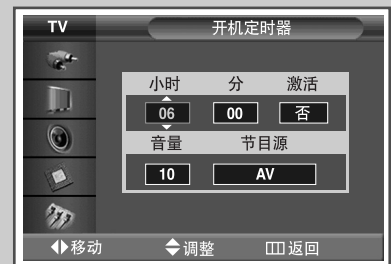 TV 开机定时器
小时 分 激活
06 00 否
音量 节目源
10 AV
移动 调整 返回